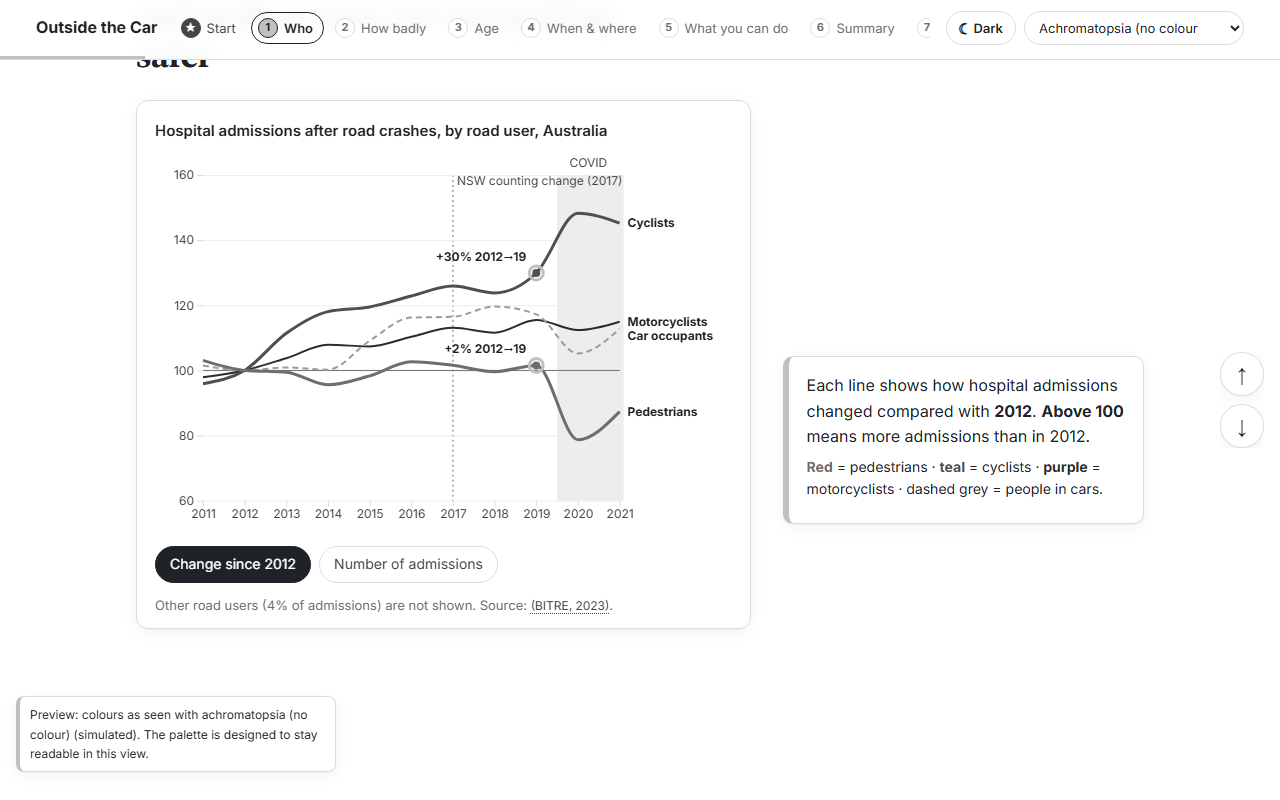 Outside the Car
★ Start
1 Who
2 How badly
3 Age
4 When & where
5 What you can do
6 Summary
7
☾ Dark
Achromatopsia (no colour
safer
Hospital admissions after road crashes, by road user, Australia
COVID
NSW counting change (2017)
160
140
120
100
80
60
Cyclists
+30% 2012→19
Motorcyclists
Car occupants
+2% 2012→19
Pedestrians
2011 2012 2013 2014 2015 2016 2017 2018 2019 2020 2021
Change since 2012
Number of admissions
Other road users (4% of admissions) are not shown. Source: (BITRE, 2023).
Each line shows how hospital admissions
changed compared with 2012. Above 100
means more admissions than in 2012.
Red = pedestrians · teal = cyclists · purple =
motorcyclists · dashed grey = people in cars.
↑
↓
Preview: colours as seen with achromatopsia (no
colour) (simulated). The palette is designed to stay
readable in this view.